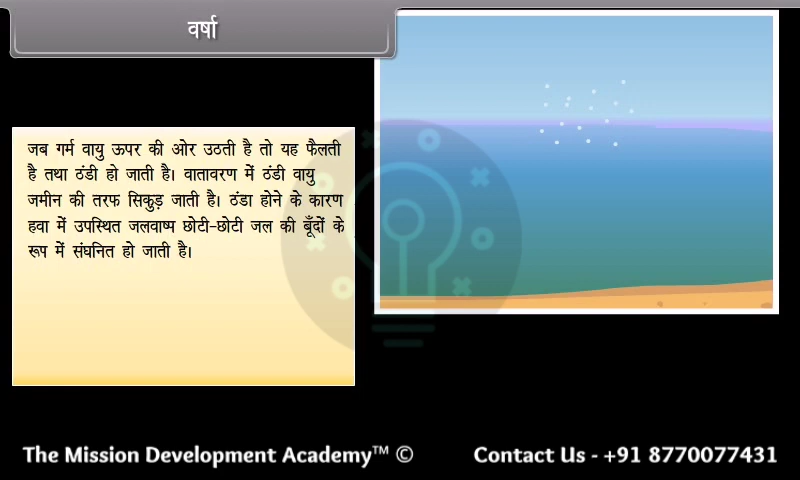 वर्षा
जब गर्म वायु ऊपर की ओर उठती है तो यह फैलती
है तथा ठंडी हो जाती है। वातावरण में ठंडी वायु
जमीन की तरफ सिकुड़ जाती है। ठंडा होने के कारण
हवा में उपस्थित जलवाष्प छोटी-छोटी जल की बूँदों के
रूप में संघनित हो जाती है।
The Mission Development Academy™ ©
Contact Us - +91 8770077431